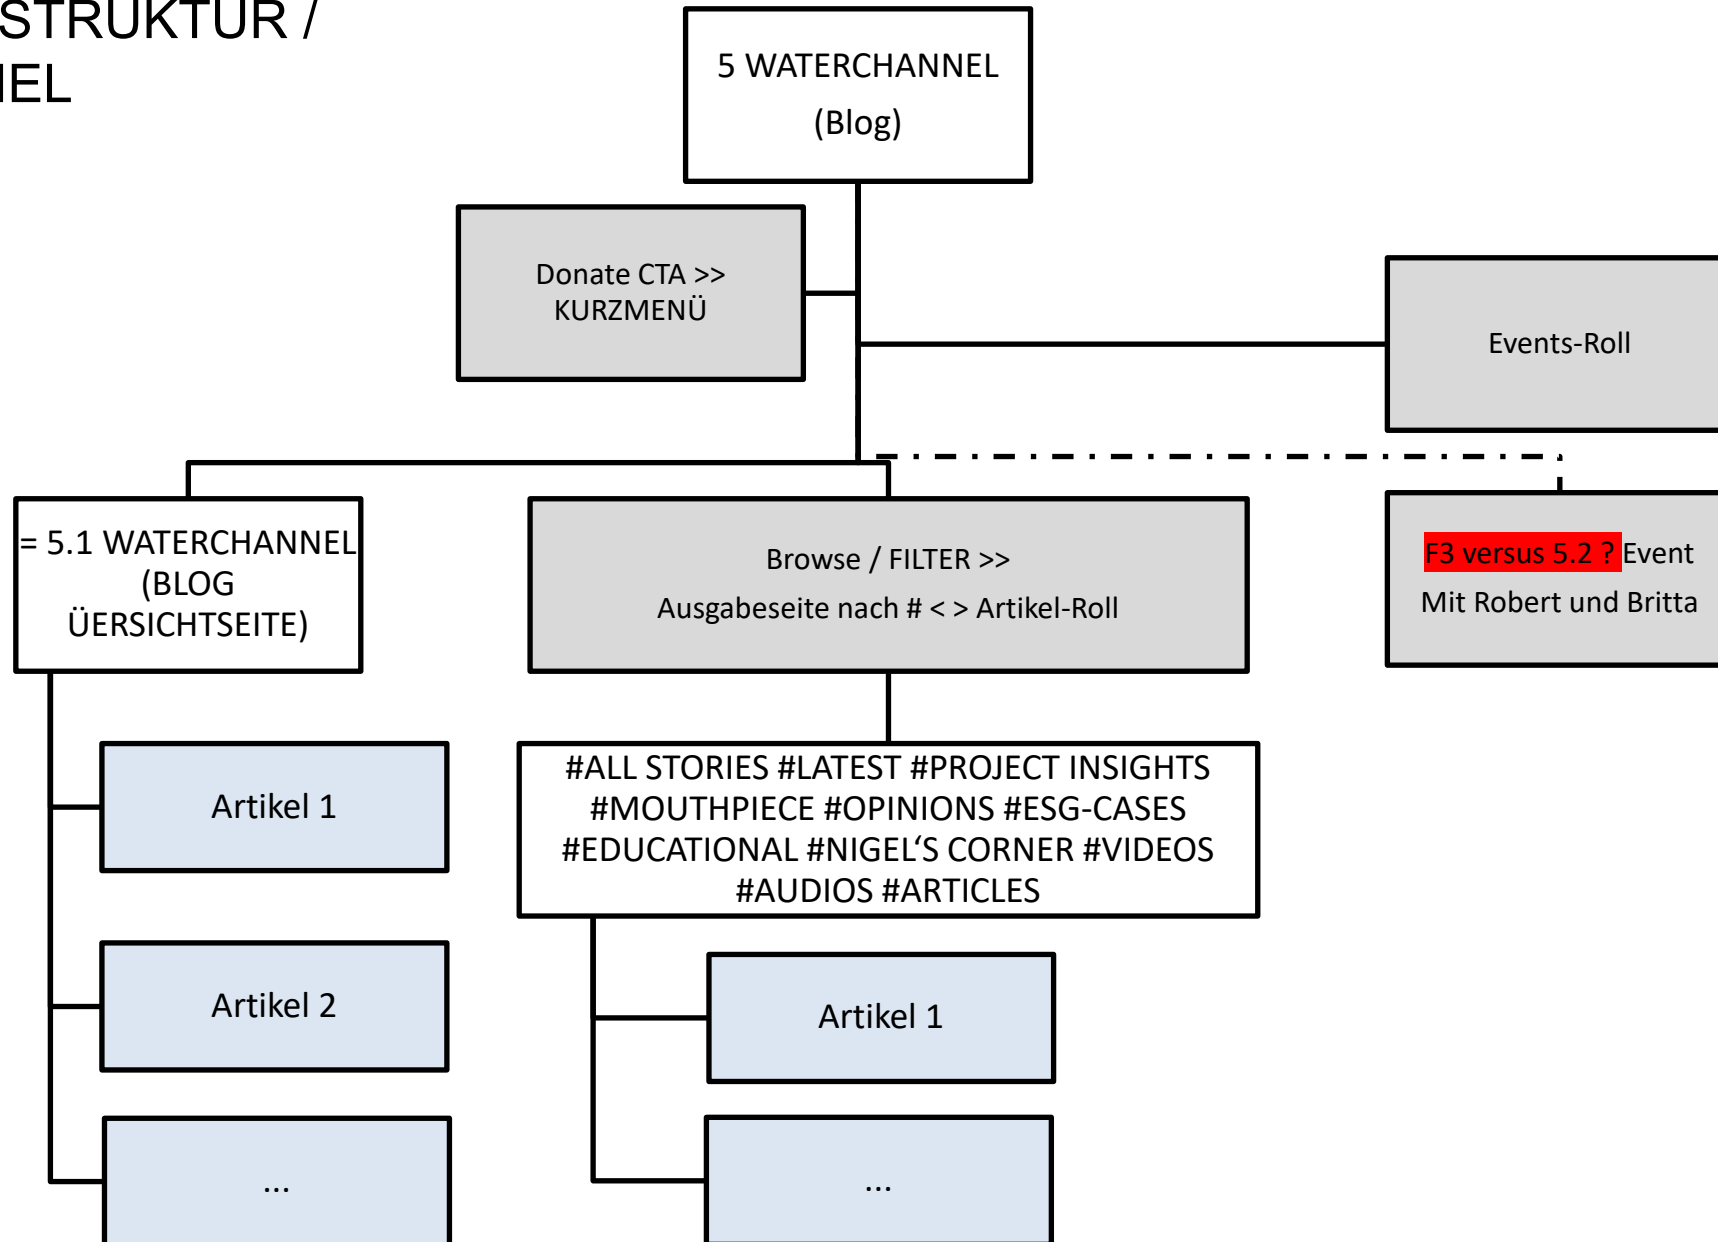 STRUKTUR /
NEL
5 WATERCHANNEL
(Blog)
Donate CTA >>
KURZMENÜ
Events-Roll
= 5.1 WATERCHANNEL
(BLOG
ÜERSICHTSEITE)
Browse / FILTER >>
Ausgabeseite nach # < > Artikel-Roll
F3 versus 5.2 ? Event
Mit Robert und Britta
Artikel 1
Artikel 2
...
#ALL STORIES #LATEST #PROJECT INSIGHTS
#MOUTHPIECE #OPINIONS #ESG-CASES
#EDUCATIONAL #NIGEL‘S CORNER #VIDEOS
#AUDIOS #ARTICLES
Artikel 1
...